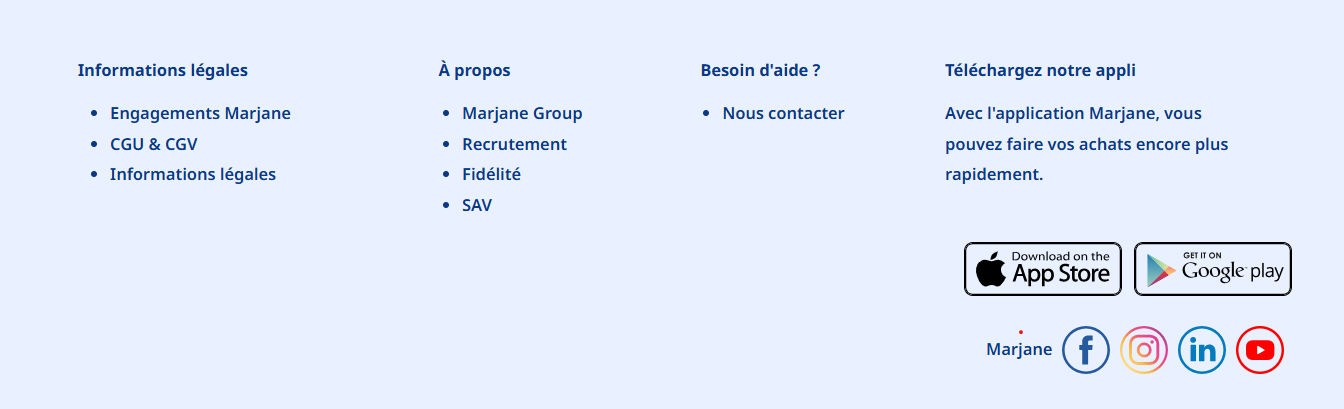 Informations légales
Engagements Marjane
CGU & CGV
Informations légales
À propos
Marjane Group
Recrutement
Fidélité
SAV
Besoin d'aide ?
Nous contacter
Téléchargez notre appli
Avec l'application Marjane, vous
pouvez faire vos achats encore plus
rapidement.
Download on the
App Store
GET IT ON
Google play
Marjane
f
in